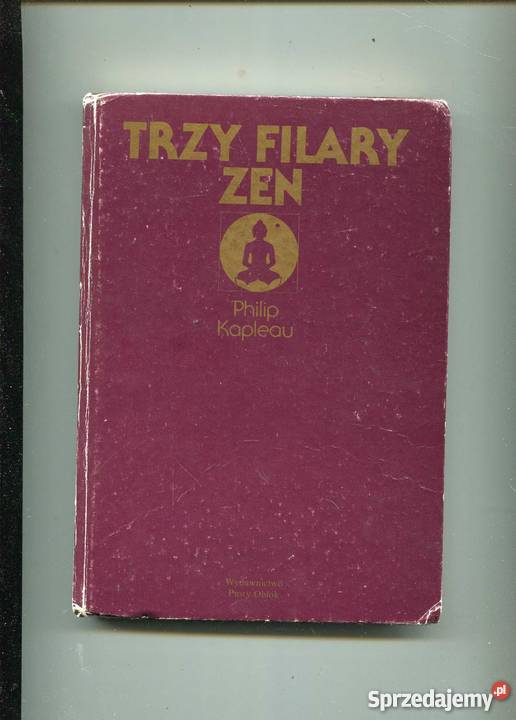 TRZY FILARY
ZEN
Philip
Kapleau
Wydawnictwo
Pusty Obłok
Sprzedajemy.pl